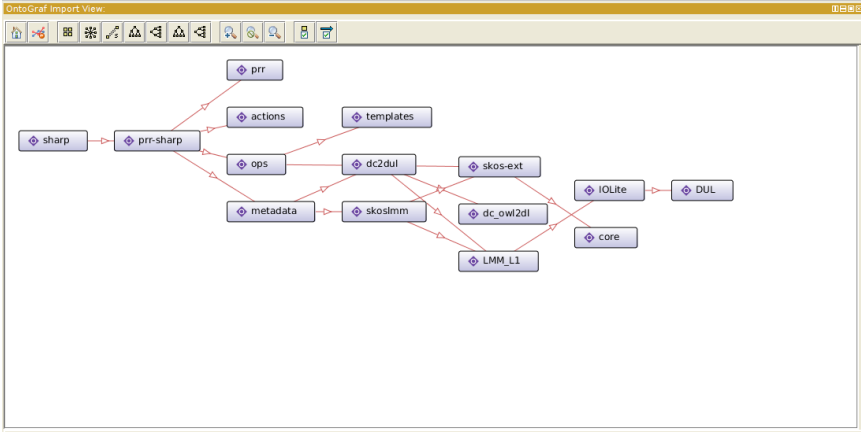 OntoGraf Import View:
prr
actions
templates
sharp
prr-sharp
ops
dc2dul
skos-ext
IOLite
DUL
metadata
skoslmm
dc_owl2dl
core
LMM_L1